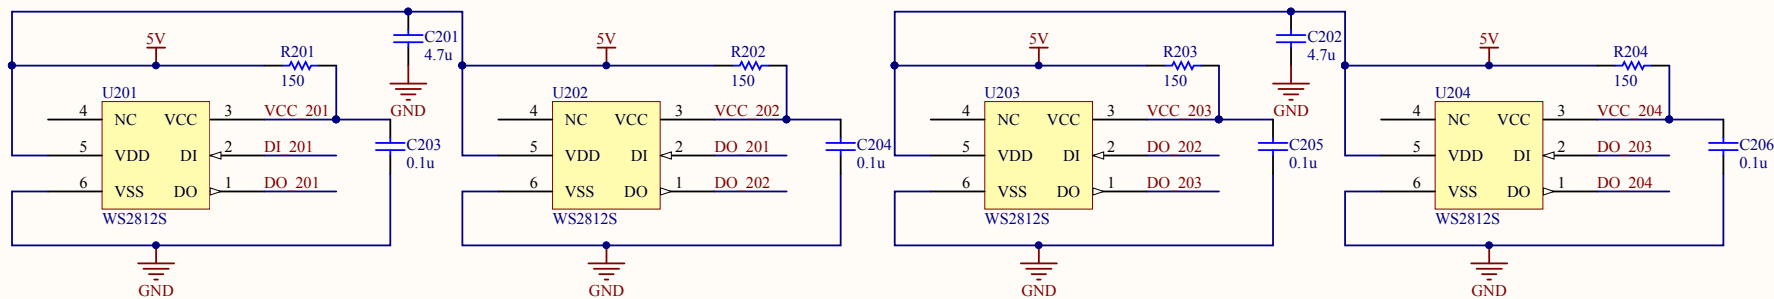 5V
R201
150
C201
4.7u
GND
U201
4 NC VCC 3 VCC_201
5 VDD DI 2 DI_201
6 VSS DO 1 DO_201
WS2812S
C203
0.1u
GND
5V
R202
150
U202
4 NC VCC 3 VCC_202
5 VDD DI 2 DO_201
6 VSS DO 1 DO_202
WS2812S
C204
0.1u
GND
5V
R203
150
C202
4.7u
GND
U203
4 NC VCC 3 VCC_203
5 VDD DI 2 DO_202
6 VSS DO 1 DO_203
WS2812S
C205
0.1u
GND
5V
R204
150
U204
4 NC VCC 3 VCC_204
5 VDD DI 2 DO_203
6 VSS DO 1 DO_204
WS2812S
C206
0.1u
GND